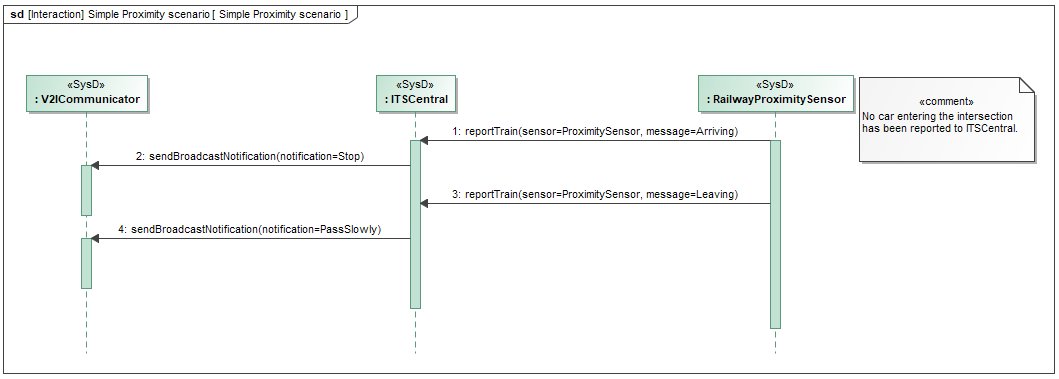 sd [Interaction] Simple Proximity scenario [ Simple Proximity scenario ]
«SysD»
: V2ICommunicator
«SysD»
: ITSCentral
«SysD»
: RailwayProximitySensor
«comment»
No car entering the intersection
has been reported to ITSCentral.
1: reportTrain(sensor=ProximitySensor, message=Arriving)
2: sendBroadcastNotification(notification=Stop)
3: reportTrain(sensor=ProximitySensor, message=Leaving)
4: sendBroadcastNotification(notification=PassSlowly)